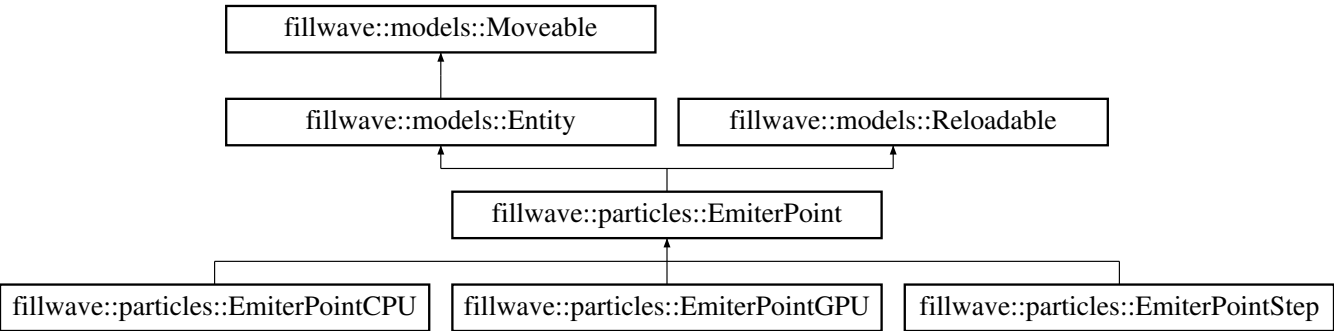 fillwave::models::Moveable
fillwave::models::Entity
fillwave::models::Reloadable
fillwave::particles::EmiterPoint
fillwave::particles::EmiterPointCPU
fillwave::particles::EmiterPointGPU
fillwave::particles::EmiterPointStep